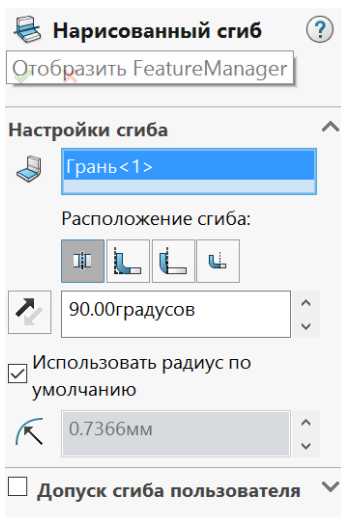 Нарисованный сгиб
?
Отобразить FeatureManager
Настройки сгиба
Грань<1>
Расположение сгиба:
90.00градусов
Использовать радиус по
умолчанию
0.7366мм
Допуск сгиба пользователя